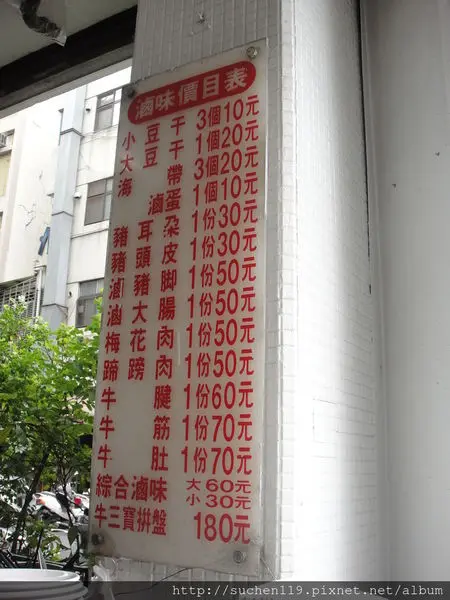 滷味價目表
小豆干 3個10元
大豆干 1個20元
海帶 3個20元
滷蛋 1個10元
豬耳朵 1份30元
豬頭皮 1份30元
滷豬腳 1份50元
滷大腸 1份50元
梅花肉 1份50元
蹄膀肉 1份50元
牛腱 1份60元
牛筋 1份70元
牛肚 1份70元
綜合滷味 大60元
小30元
牛三寶拼盤 180元
http://suchen119.pixnet.net/album